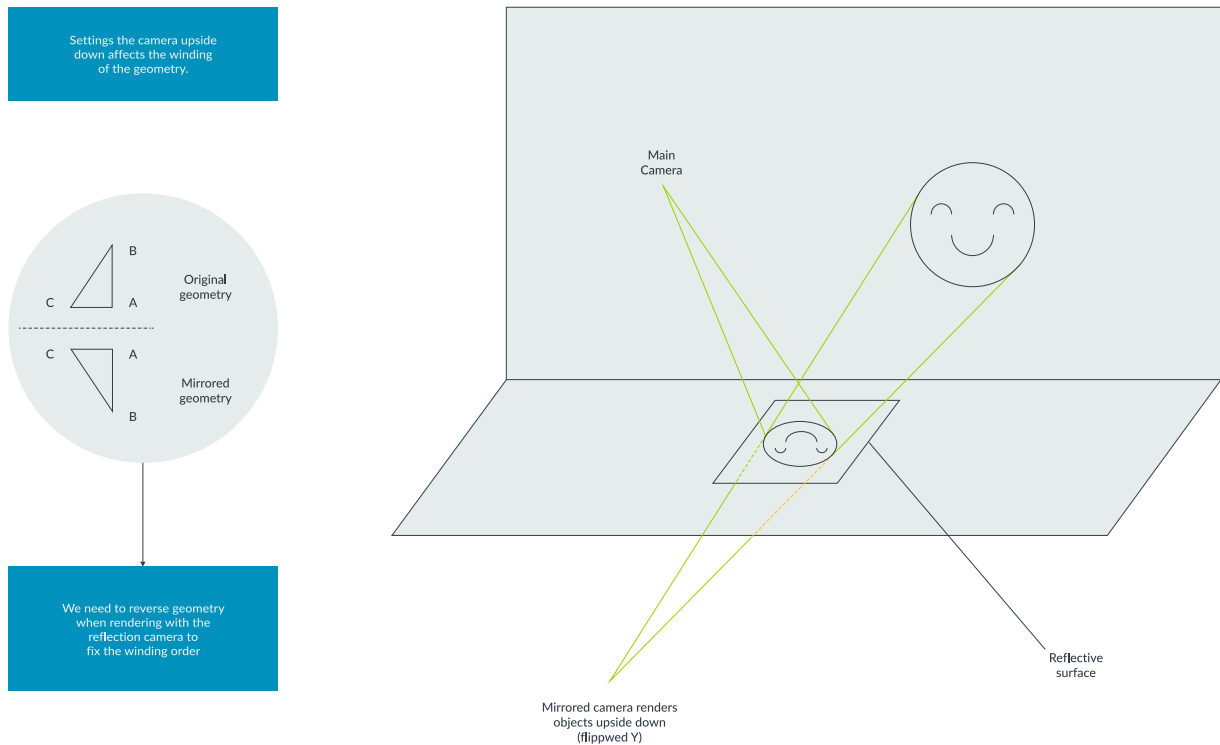 Settings the camera upside
down affects the winding
of the geometry.
B
Original
geometry
C
A
C
A
Mirrored
geometry
B
We need to reverse geometry
when rendering with the
reflection camera to
fix the winding order
Main
Camera
Reflective
surface
Mirrored camera renders
objects upside down
(flippwed Y)